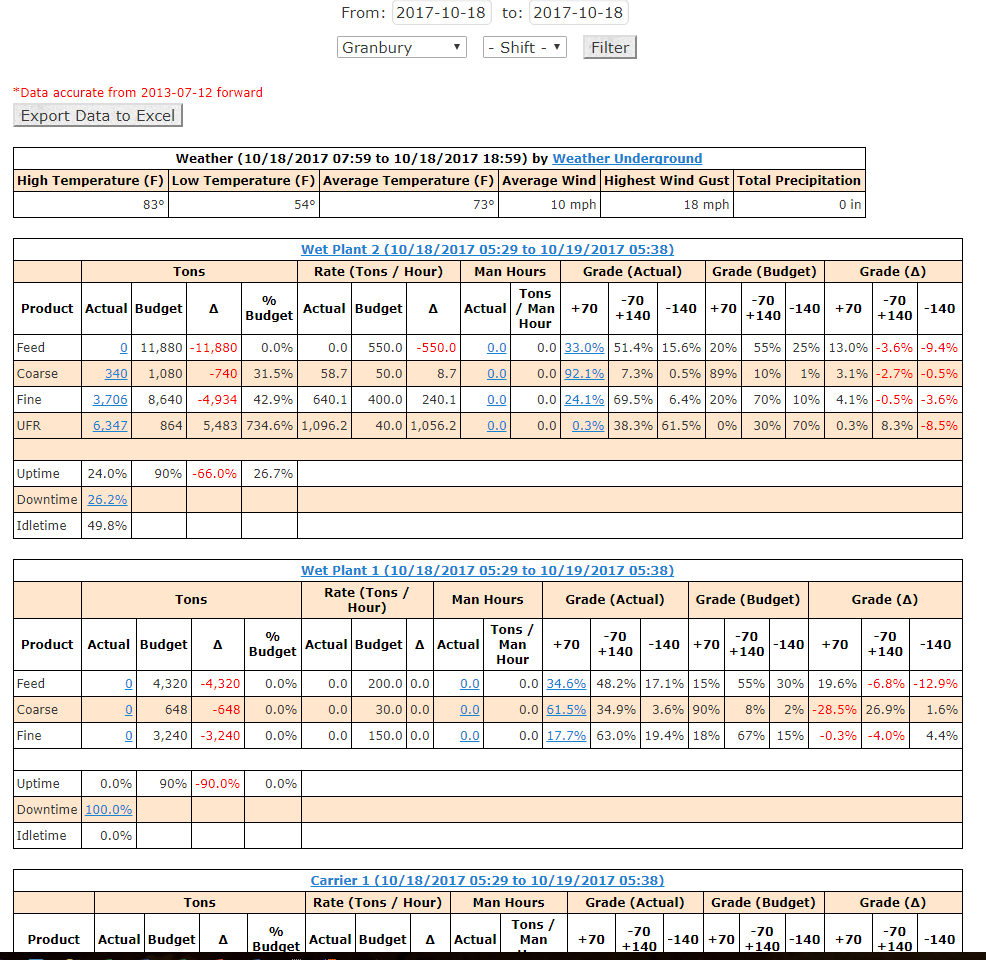 From: 2017-10-18 to: 2017-10-18
Granbury - Shift - Filter
*Data accurate from 2013-07-12 forward
Export Data to Excel
Weather (10/18/2017 07:59 to 10/18/2017 18:59) by Weather Underground
High Temperature (F) Low Temperature (F) Average Temperature (F) Average Wind Highest Wind Gust Total Precipitation
83° 54° 73° 10 mph 18 mph 0 in
Wet Plant 2 (10/18/2017 05:29 to 10/19/2017 05:38)
Tons Rate (Tons / Hour) Man Hours Grade (Actual) Grade (Budget) Grade (Δ)
Product Actual Budget Δ % Budget Actual Budget Δ Actual Tons / Man Hour +70 -70 +140 -140 +70 -70 +140 -140 +70 -70 +140 -140
Feed 0 11,880 -11,880 0.0% 0.0 550.0 -550.0 0.0 0.0 33.0% 51.4% 15.6% 20% 55% 25% 13.0% -3.6% -9.4%
Coarse 340 1,080 -740 31.5% 58.7 50.0 8.7 0.0 0.0 92.1% 7.3% 0.5% 89% 10% 1% 3.1% -2.7% -0.5%
Fine 3,706 8,640 -4,934 42.9% 640.1 400.0 240.1 0.0 0.0 24.1% 69.5% 6.4% 20% 70% 10% 4.1% -0.5% -3.6%
UFR 6,347 864 5,483 734.6% 1,096.2 40.0 1,056.2 0.0 0.0 0.3% 38.3% 61.5% 0% 30% 70% 0.3% 8.3% -8.5%
Uptime 24.0% 90% -66.0% 26.7%
Downtime 26.2%
Idletime 49.8%
Wet Plant 1 (10/18/2017 05:29 to 10/19/2017 05:38)
Tons Rate (Tons / Hour) Man Hours Grade (Actual) Grade (Budget) Grade (Δ)
Product Actual Budget Δ % Budget Actual Budget Δ Actual Tons / Man Hour +70 -70 +140 -140 +70 -70 +140 -140 +70 -70 +140 -140
Feed 0 4,320 -4,320 0.0% 0.0 200.0 0.0 0.0 0.0 34.6% 48.2% 17.1% 15% 55% 30% 19.6% -6.8% -12.9%
Coarse 0 648 -648 0.0% 0.0 30.0 0.0 0.0 0.0 61.5% 34.9% 3.6% 90% 8% 2% -28.5% 26.9% 1.6%
Fine 0 3,240 -3,240 0.0% 0.0 150.0 0.0 0.0 0.0 17.7% 63.0% 19.4% 18% 67% 15% -0.3% -4.0% 4.4%
Uptime 0.0% 90% -90.0% 0.0%
Downtime 100.0%
Idletime 0.0%
Carrier 1 (10/18/2017 05:29 to 10/19/2017 05:38)
Tons Rate (Tons / Hour) Man Hours Grade (Actual) Grade (Budget) Grade (Δ)
Product Actual Budget Δ % Budget Actual Budget Δ Actual Tons / Man +70 -70 +140 -140 +70 -70 +140 -140 +70 -70 +140 -140